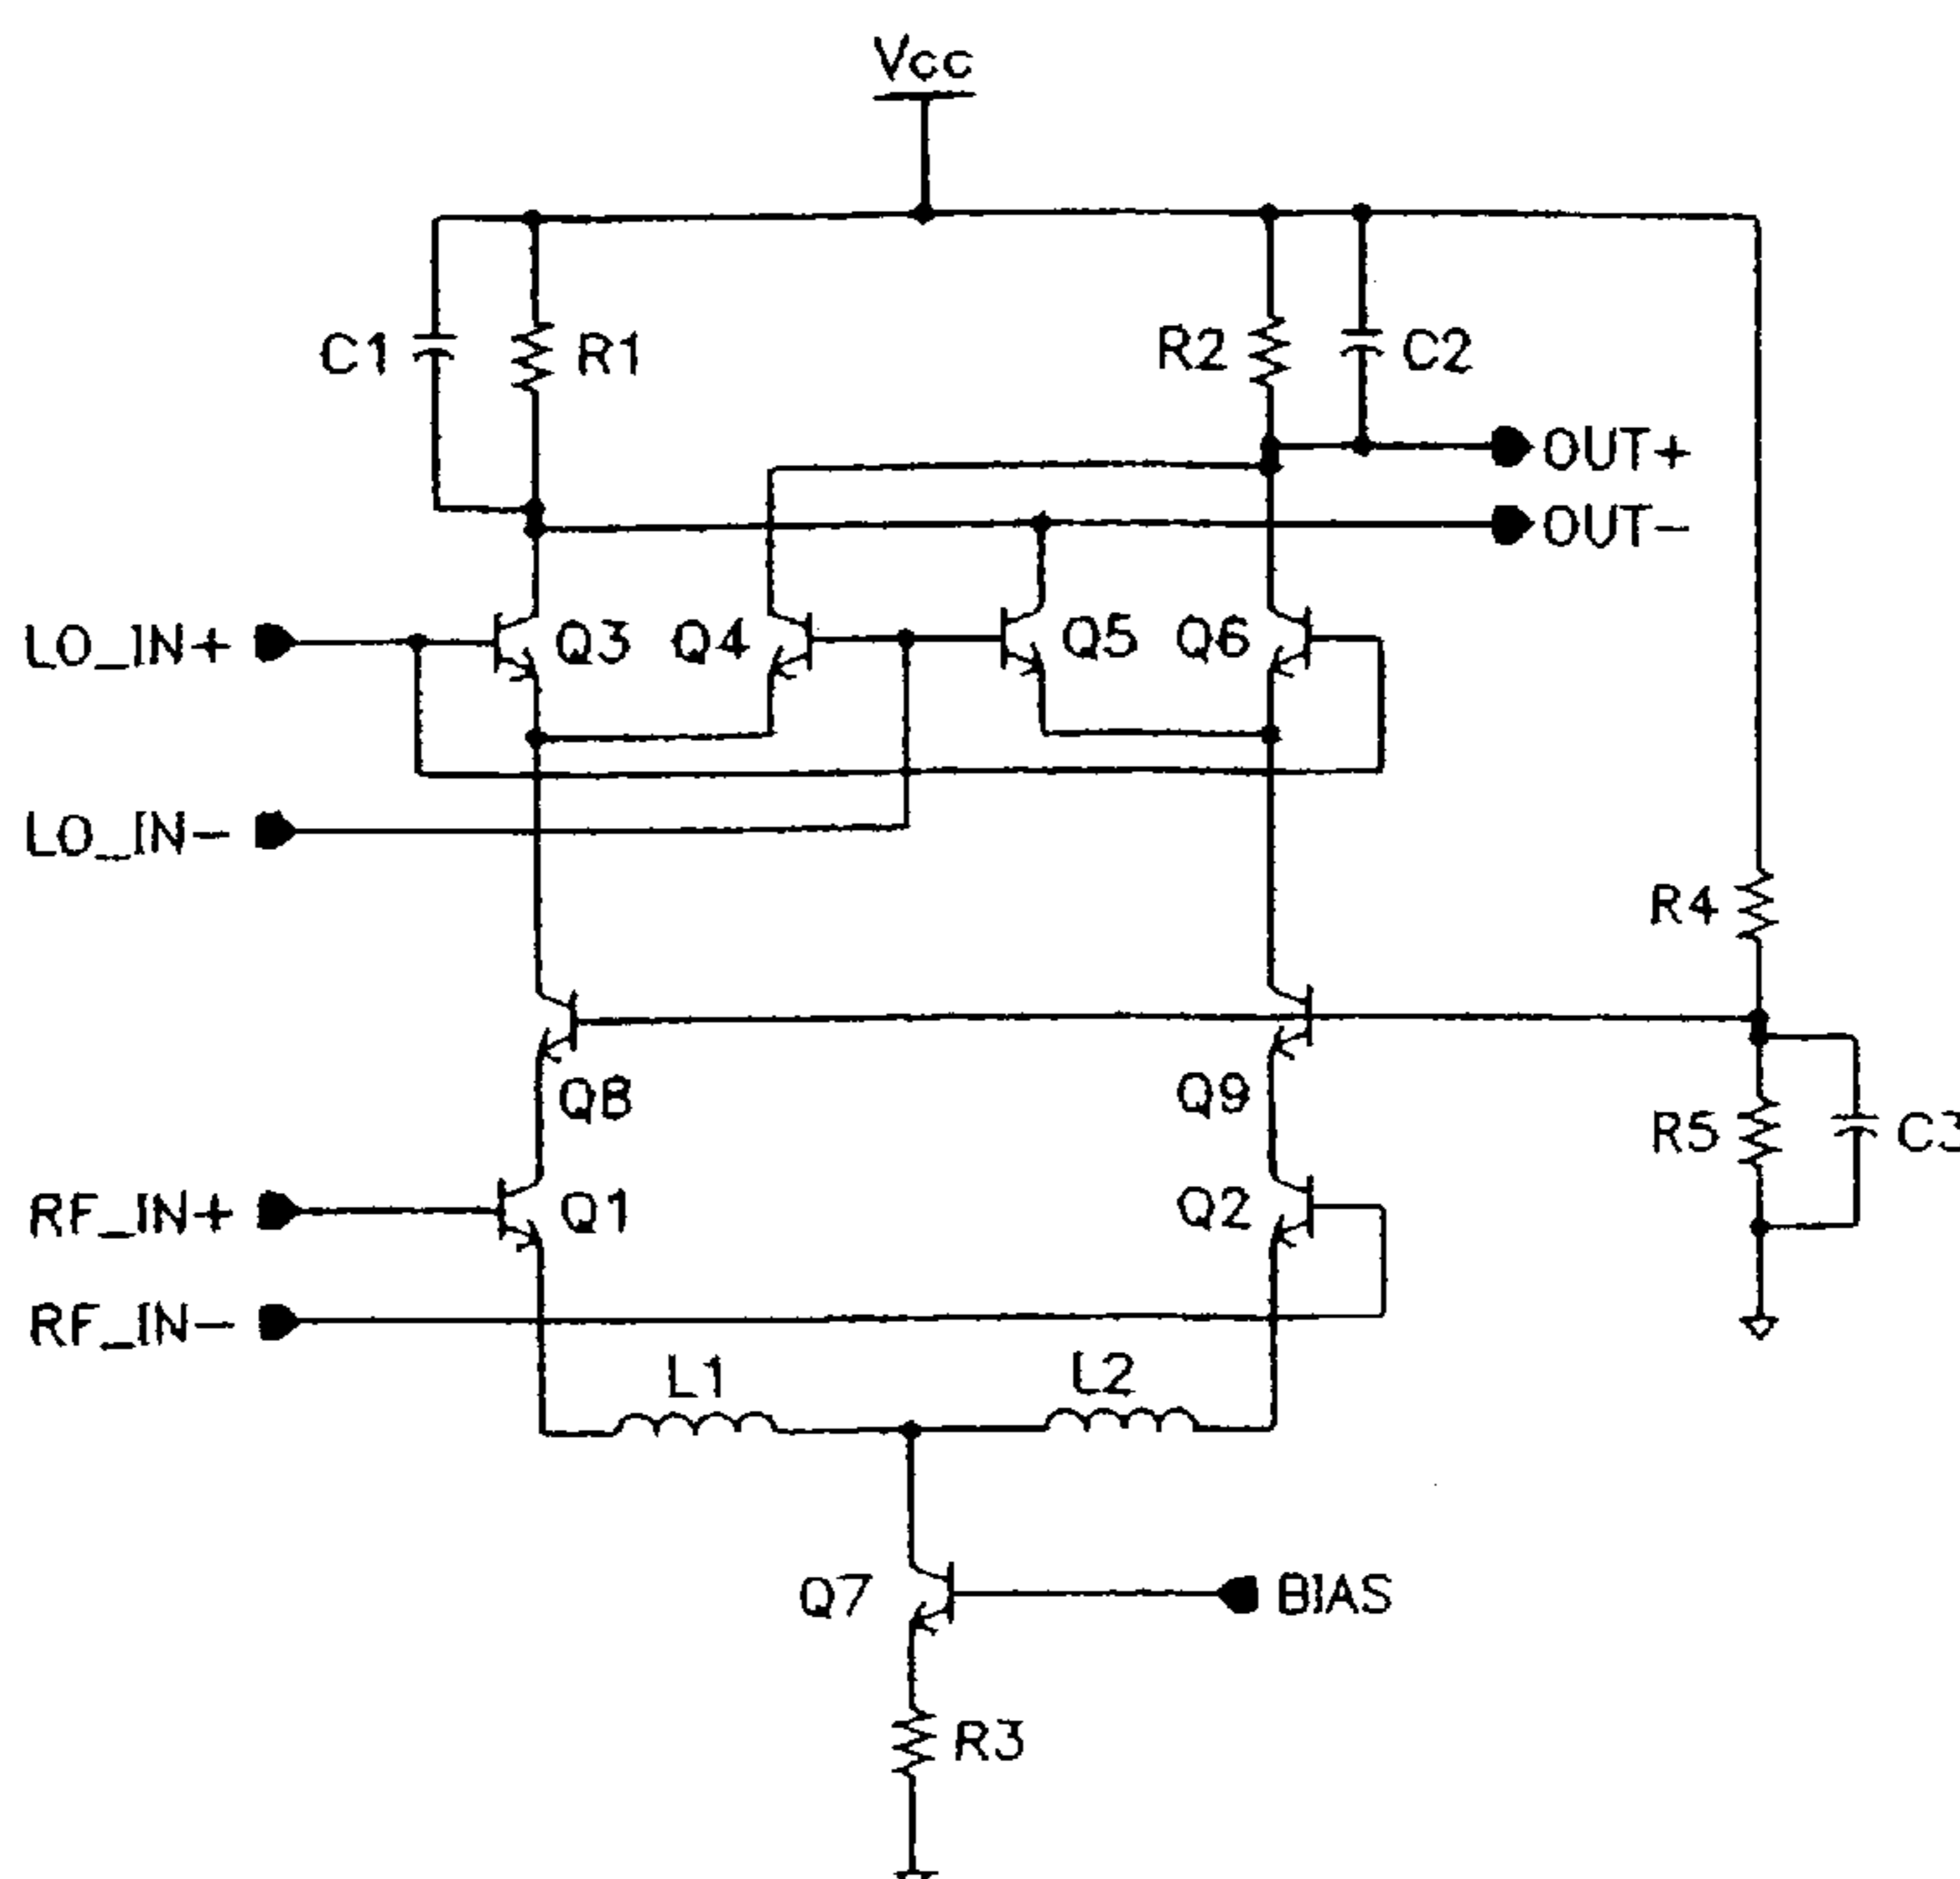 Vcc
C1
R1
R2
C2
OUT+
OUT-
LO_IN+
Q3
Q4
Q5
Q6
LO_IN-
R4
Q8
Q9
R5
C3
RF_IN+
Q1
Q2
RF_IN-
L1
L2
Q7
BIAS
R3